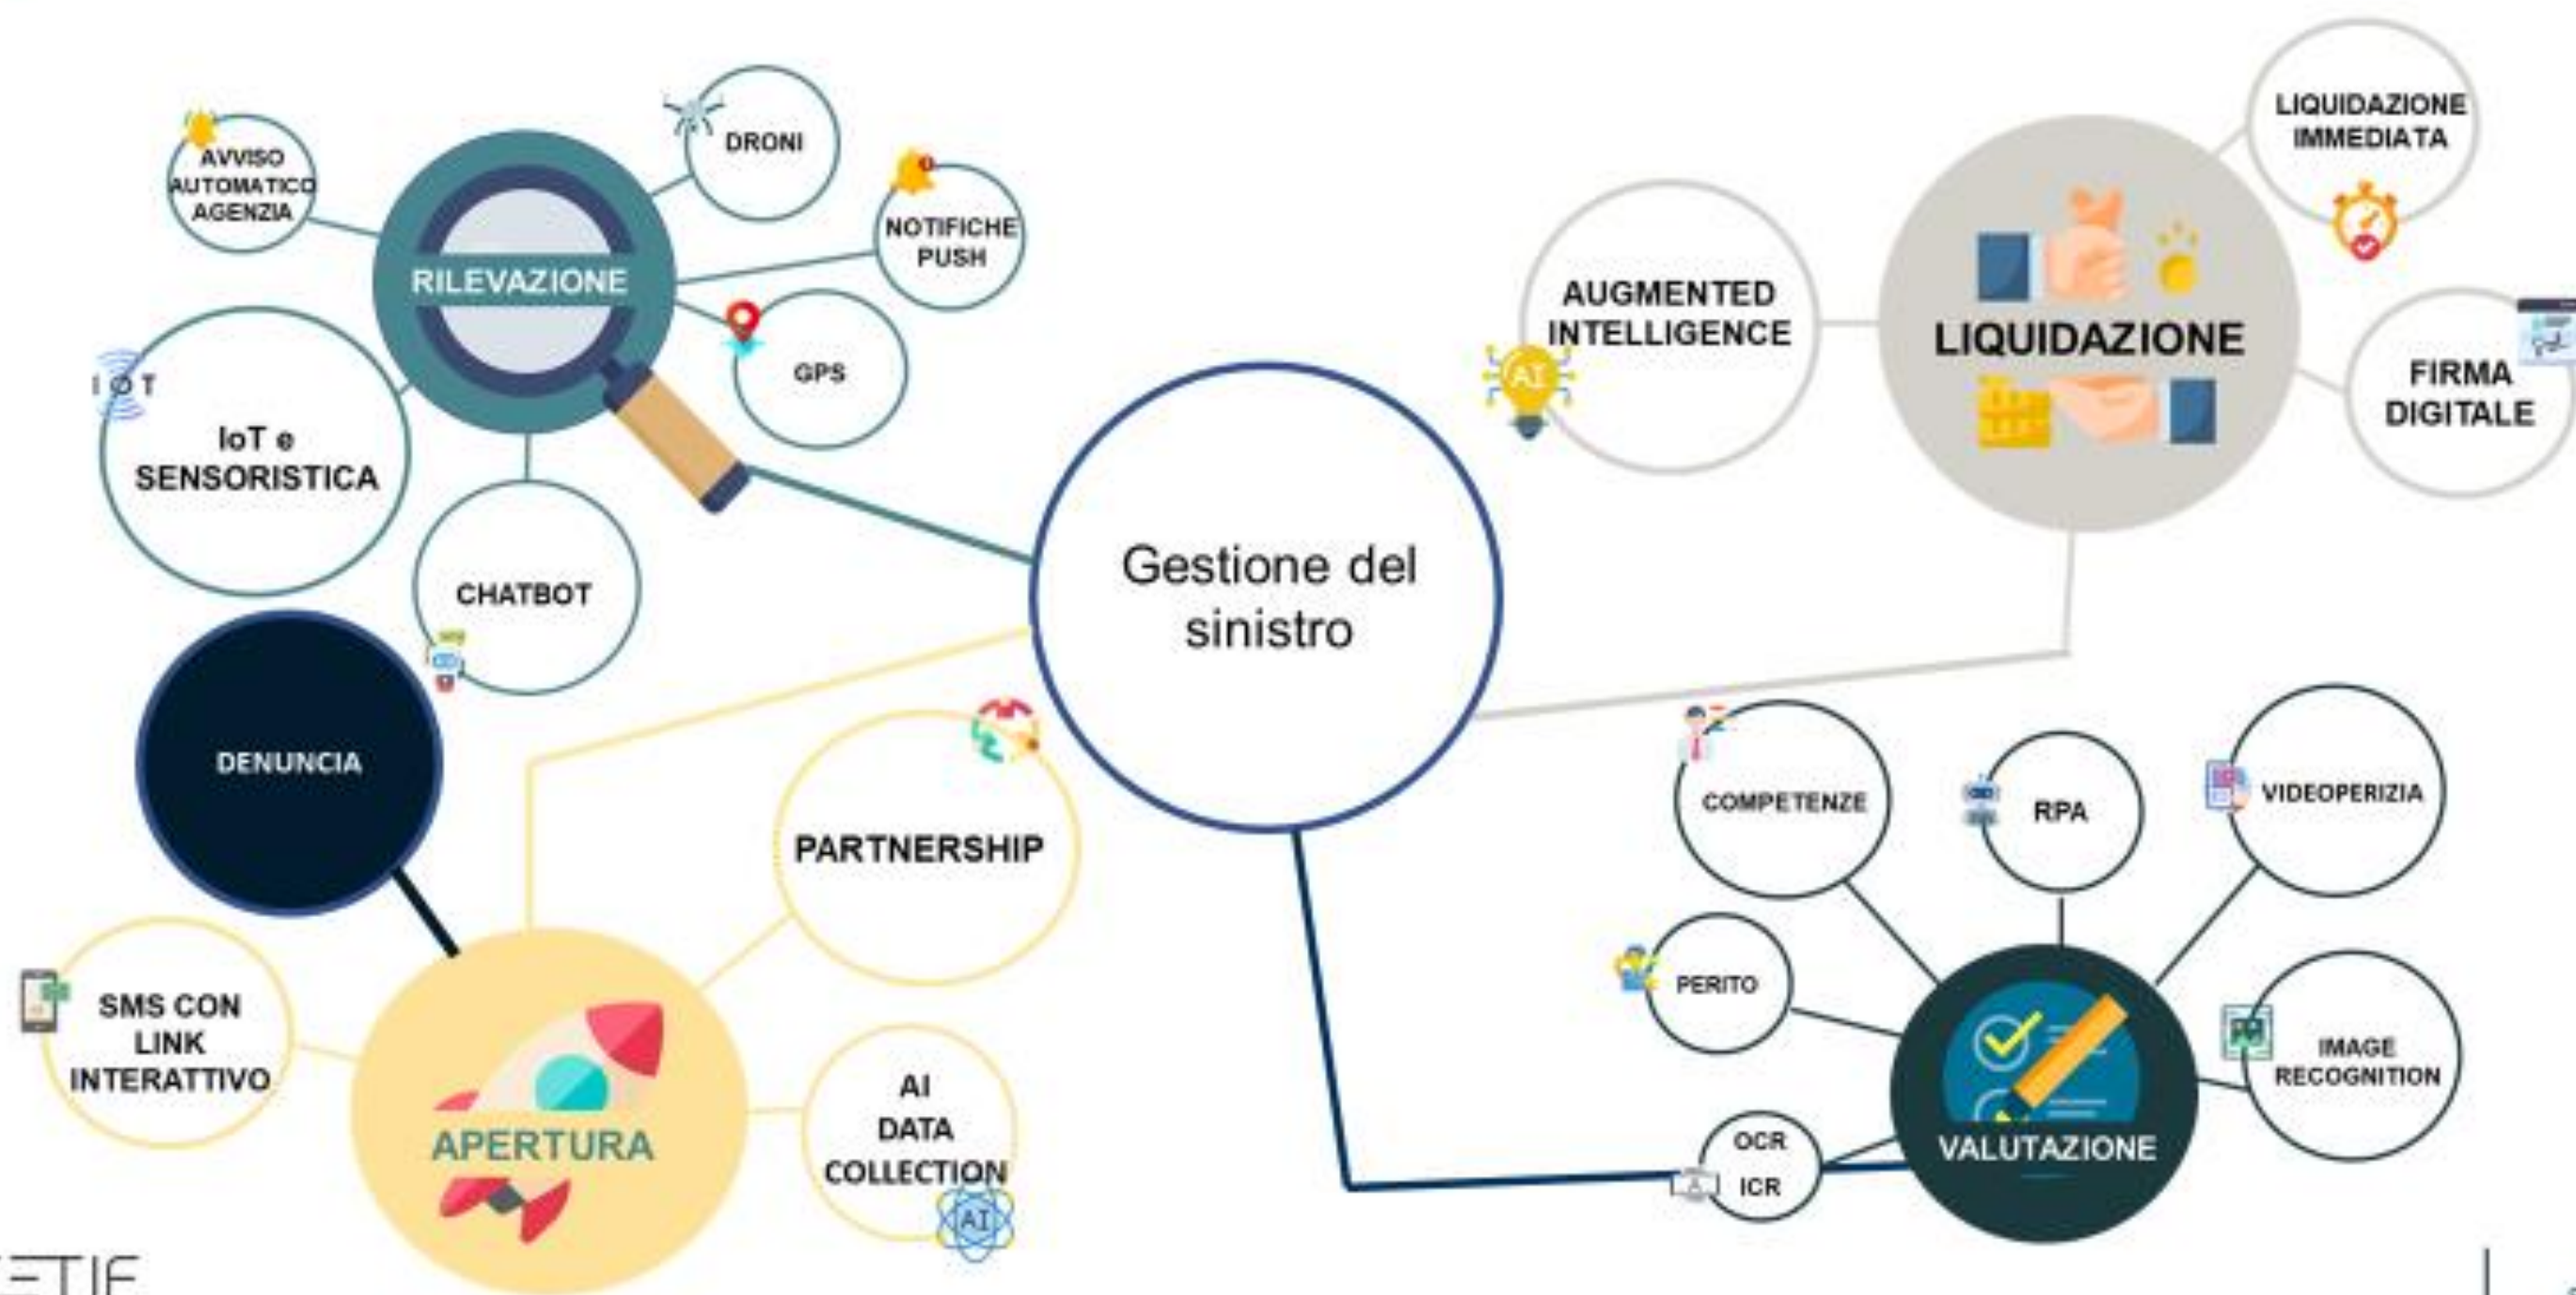 AVVISO
AUTOMATICO
AGENZIA
DRONI
NOTIFICHE
PUSH
RILEVAZIONE
GPS
IOT
IoT e
SENSORISTICA
CHATBOT
LIQUIDAZIONE
IMMEDIATA
AUGMENTED
INTELLIGENCE
AI
LIQUIDAZIONE
FIRMA
DIGITALE
Gestione del
sinistro
DENUNCIA
PARTNERSHIP
SMS CON
LINK
INTERATTIVO
APERTURA
AI
DATA
COLLECTION
AI
COMPETENZE
RPA
VIDEOPERIZIA
PERITO
IMAGE
RECOGNITION
OCR
ICR
A
VALUTAZIONE